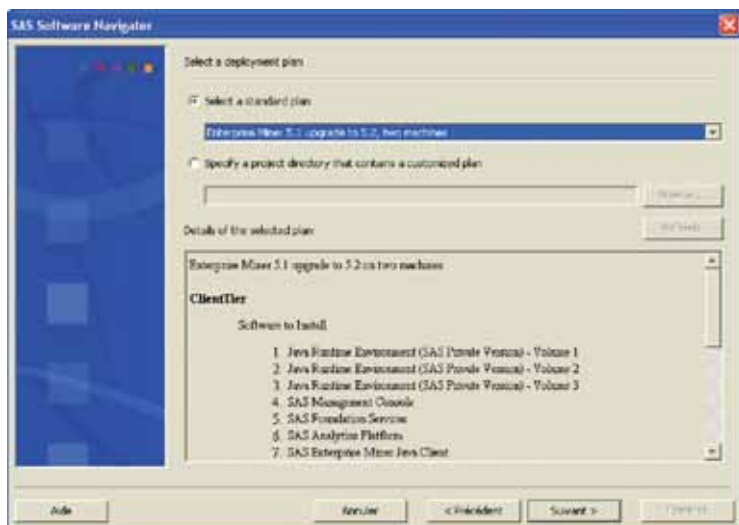 SAS Software Navigator
Select a deployment plan
Select a standard plan
Enterprise Miner 5.1 upgrade to 5.2, two machines
Specify a project directory that contains a customized plan
Details of the selected plan:
Enterprise Miner 5.1 upgrade to 5.2 on two machines
ClientTier
Software to Install
1. Java Runtime Environment (SAS Private Version) - Volume 1
2. Java Runtime Environment (SAS Private Version) - Volume 2
3. Java Runtime Environment (SAS Private Version) - Volume 3
4. SAS Management Console
5. SAS Foundation Services
6. SAS Analytics Platform
7. SAS Enterprise Miner Java Client
Aide
Annuler
< Précédent
Suivant >